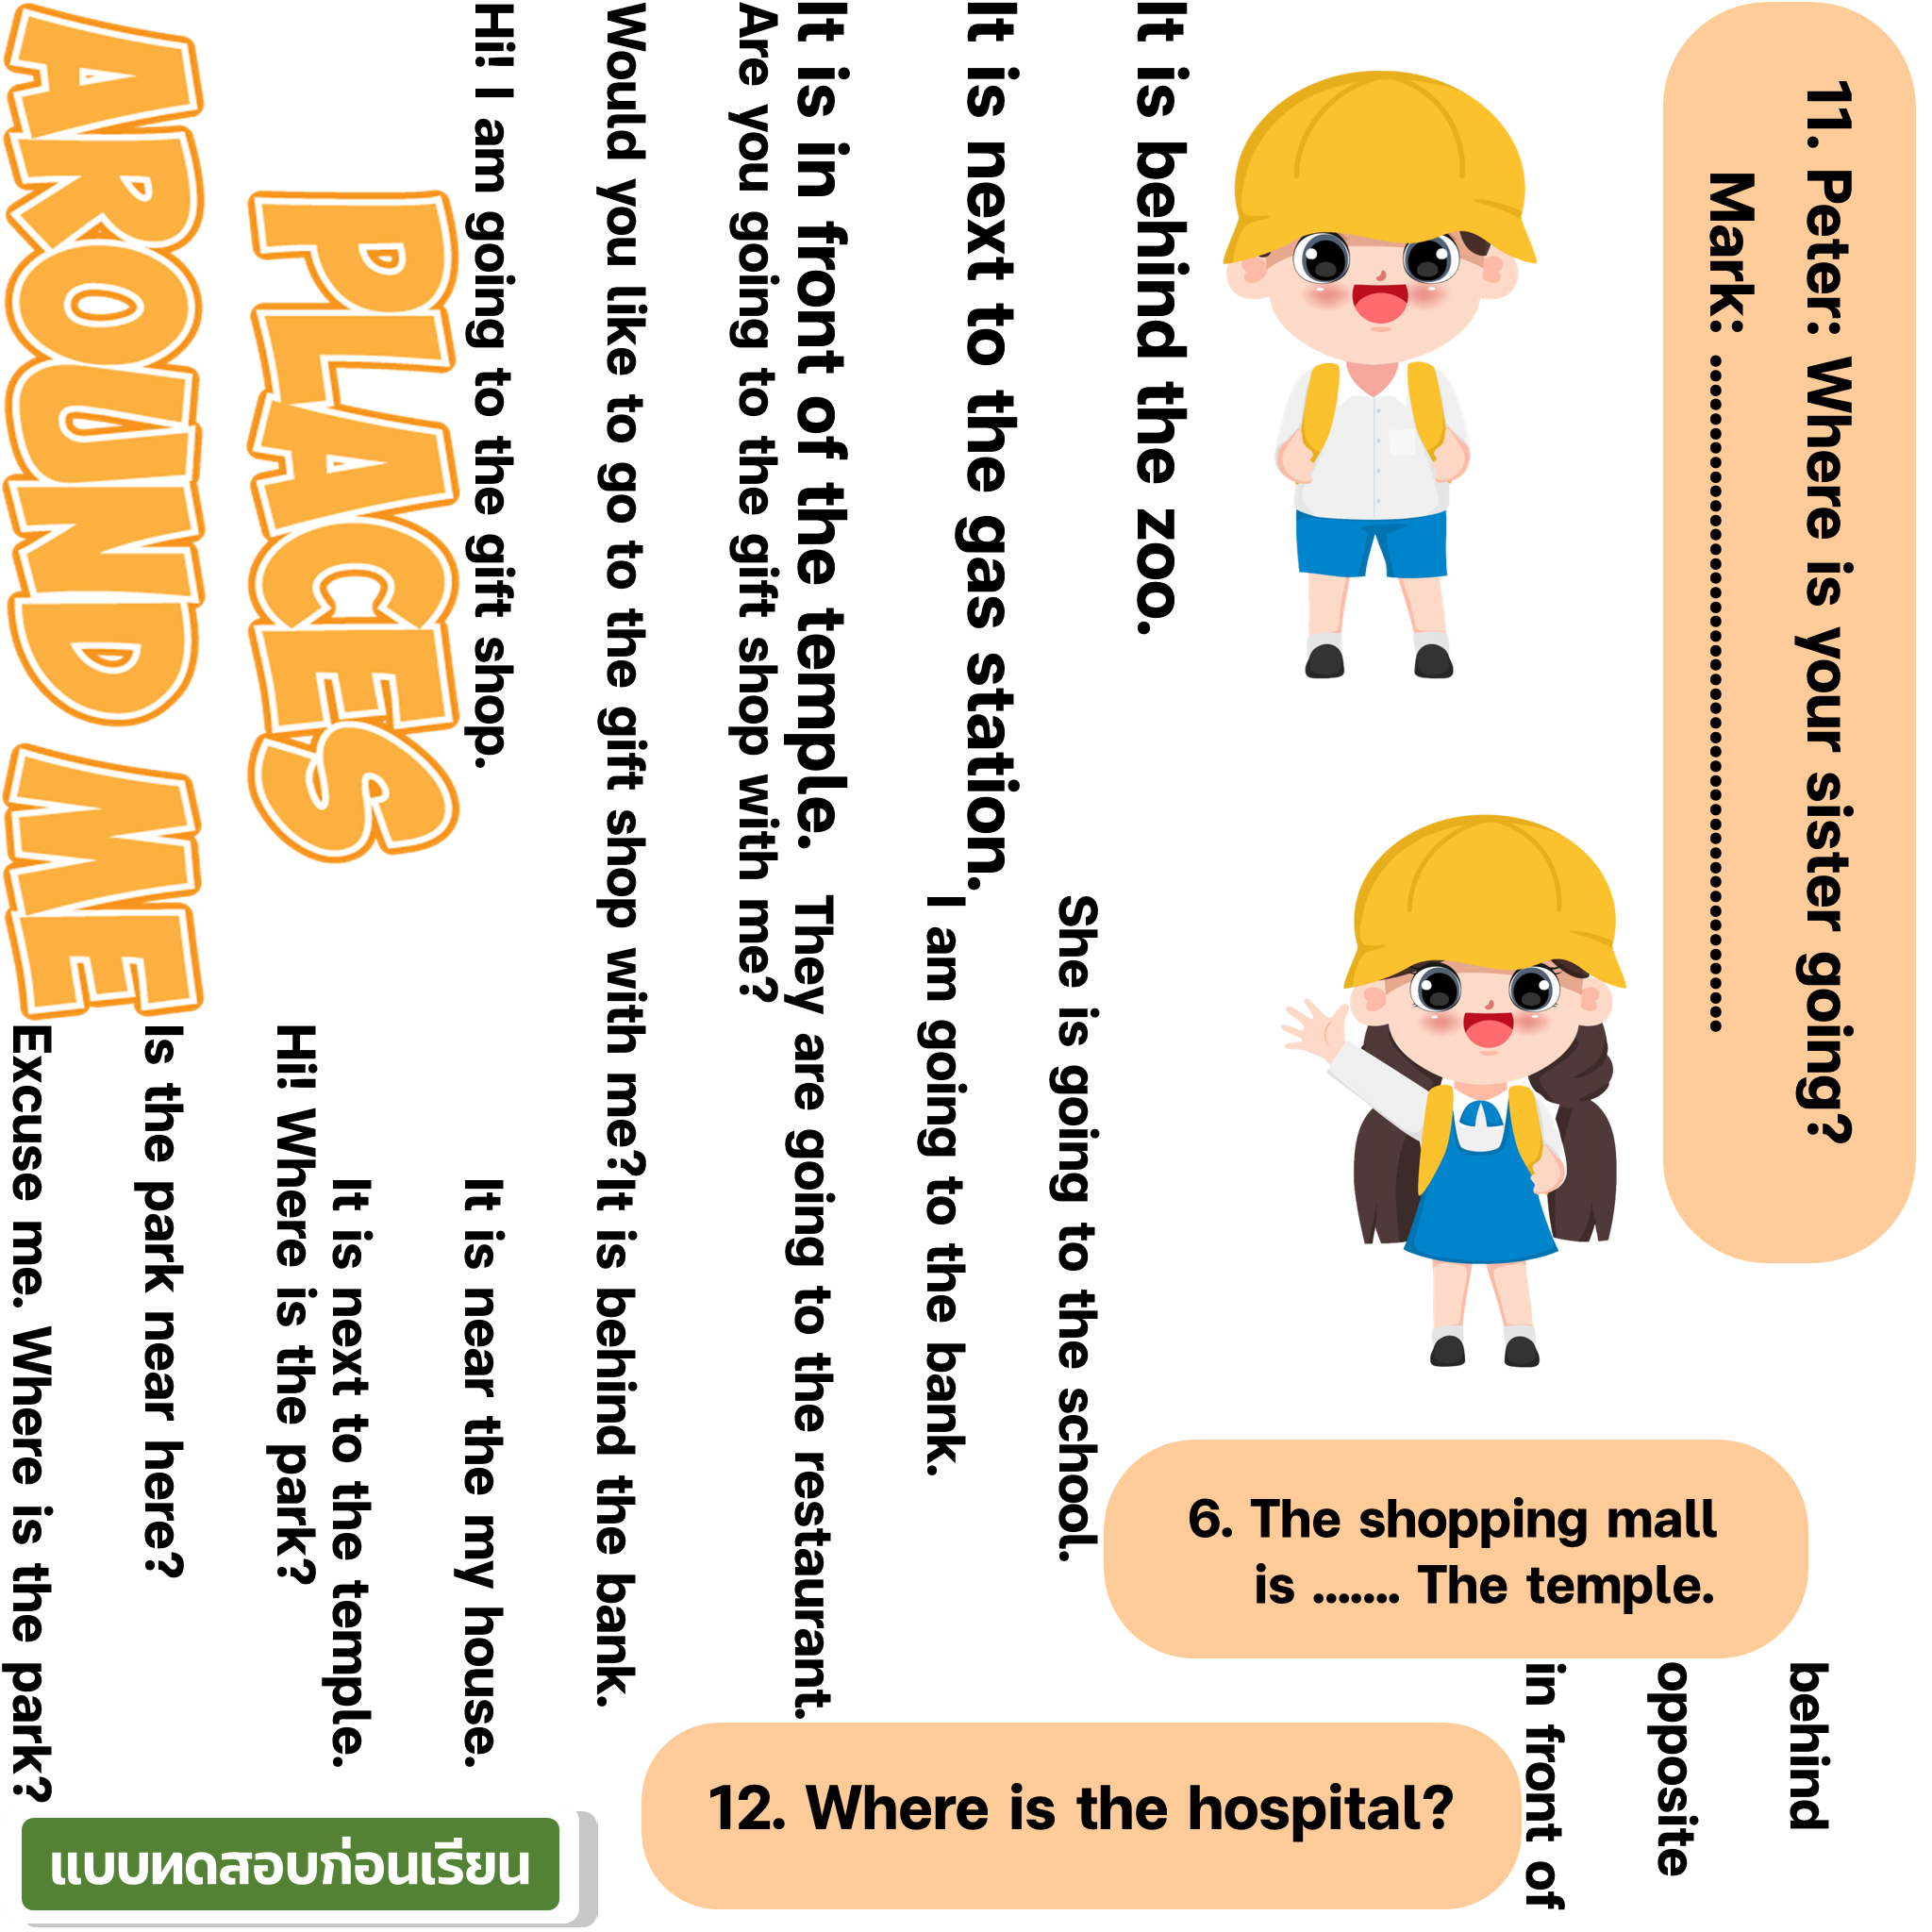 PLACES
AROUND ME
11. Peter: Where is your sister going?
Mark: ...............................................
It is behind the zoo.
It is next to the gas station.
It is in front of the temple.
Are you going to the gift shop with me?
Would you like to go to the gift shop with me?
Hi! I am going to the gift shop.
She is going to the school.
I am going to the bank.
They are going to the restaurant.
It is behind the bank.
It is near the my house.
It is next to the temple.
Hi! Where is the park?
Is the park near here?
Excuse me. Where is the park?
6. The shopping mall
is ....... The temple.
behind
opposite
in front of
12. Where is the hospital?
แบบทดสอบก่อนเรียน